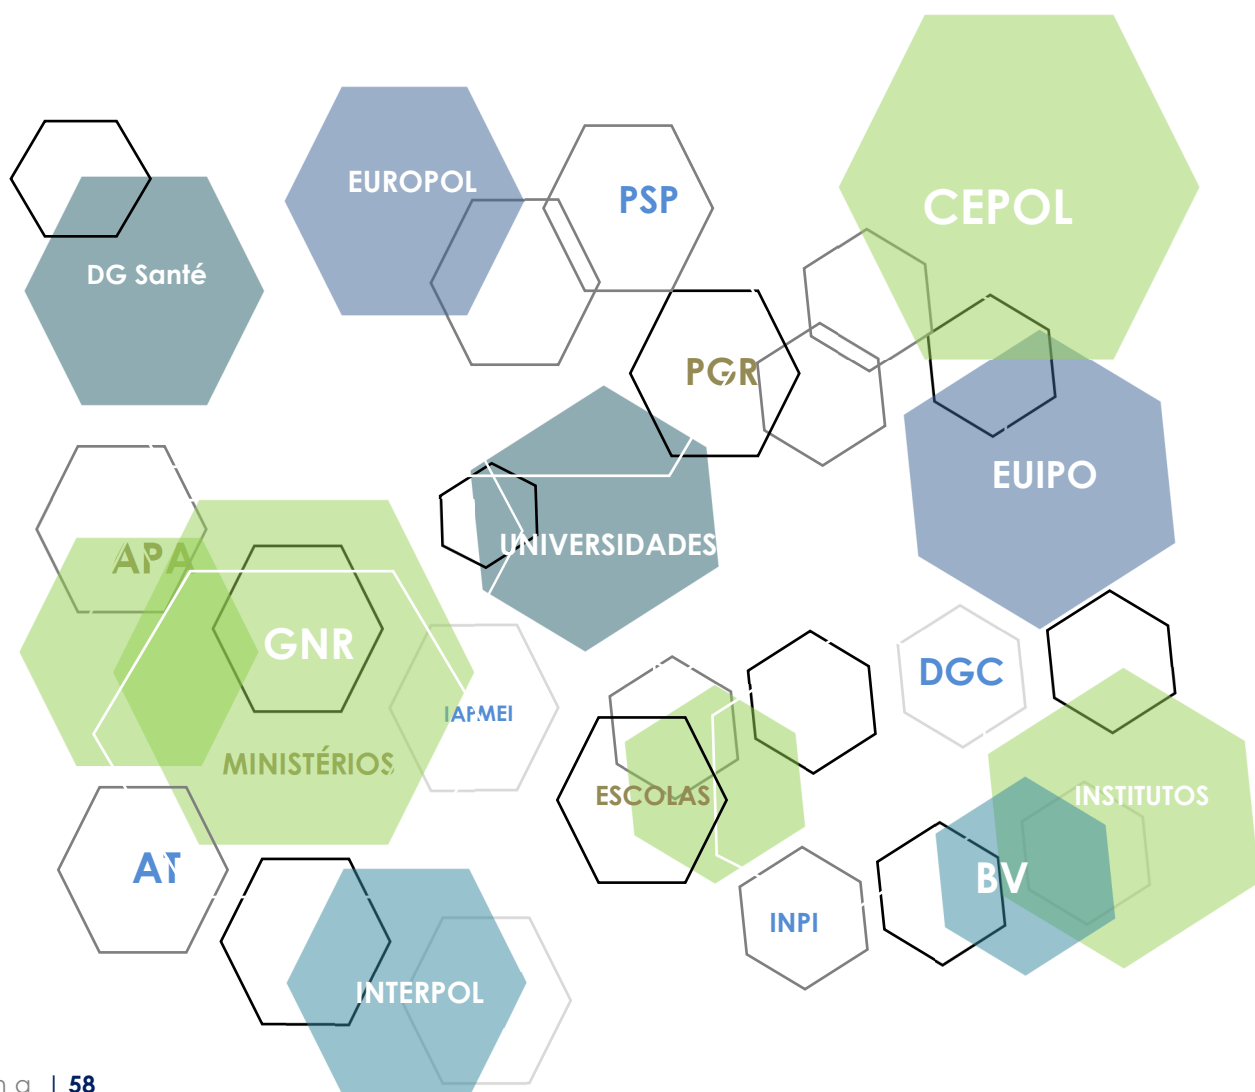 EUROPOL
PSP
CEPOL
DG Santé
PGR
EUIPO
UNIVERSIDADES
APA
GNR
DGC
IAPMEI
MINISTÉRIOS
ESCOLAS
INSTITUTOS
AT
BV
INPI
INTERPOL
| 58